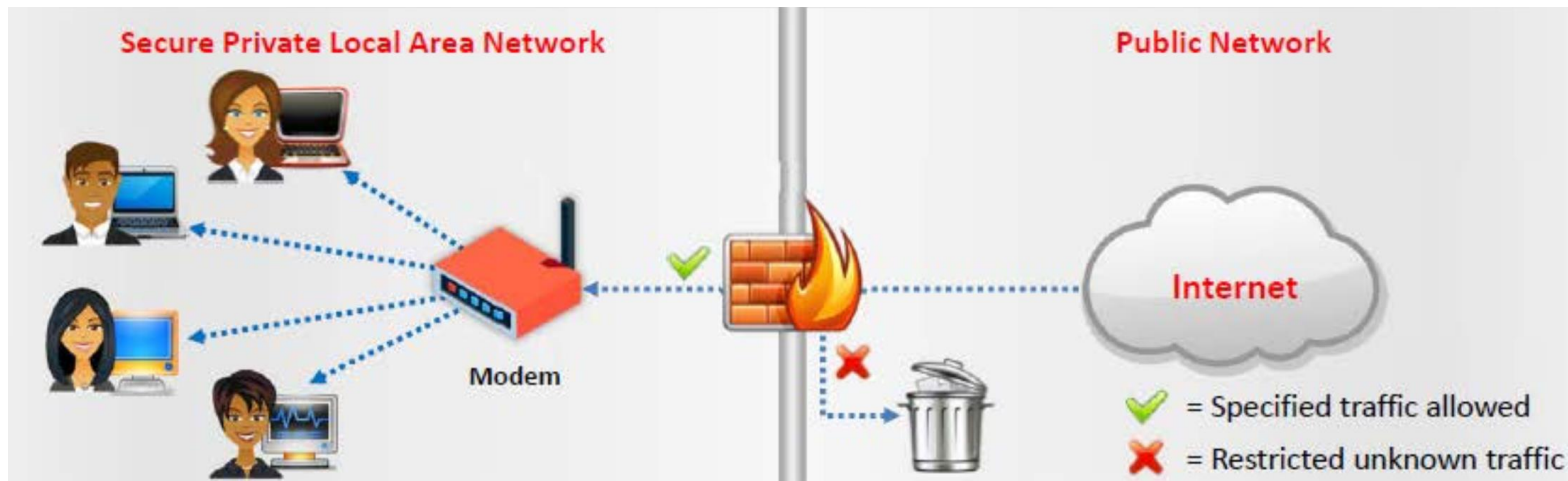 Secure Private Local Area Network
Public Network
Internet
Modem
= Specified traffic allowed
= Restricted unknown traffic